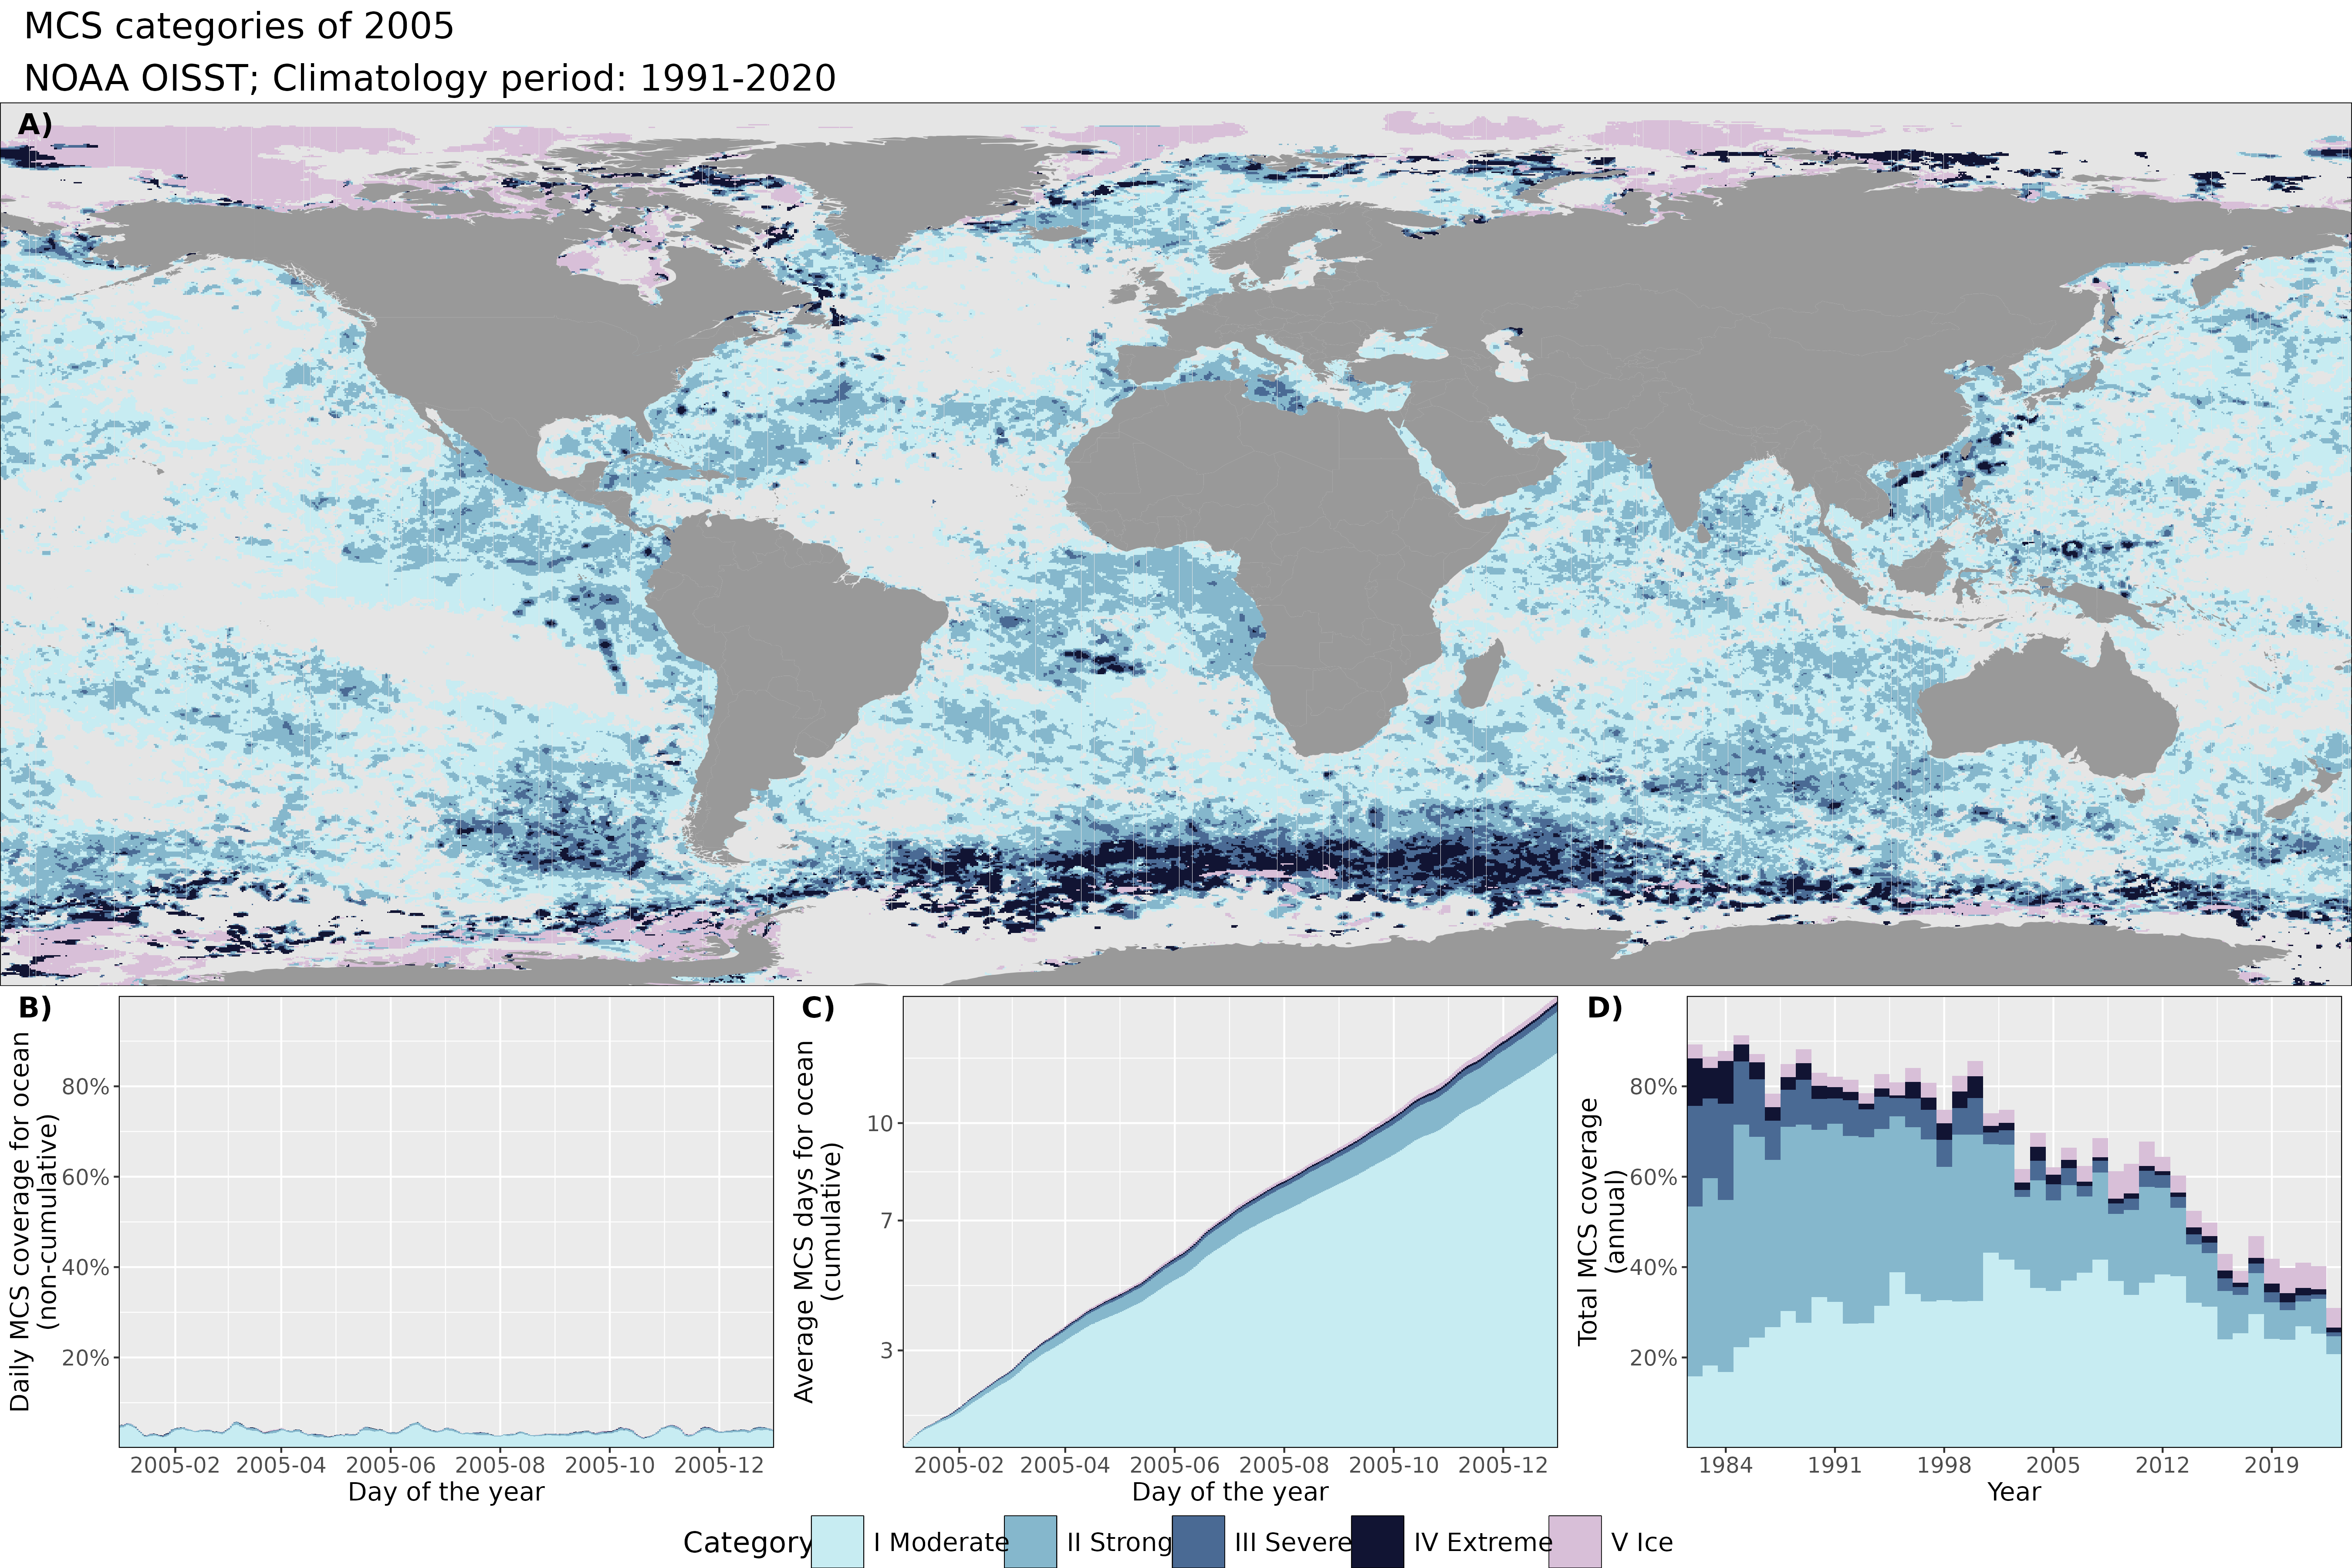 MCS categories of 2005
NOAA OISST; Climatology period: 1991-2020
A)
B)
Daily MCS coverage for ocean
(non-cumulative)
80%
60%
40%
20%
2005-02 2005-04 2005-06 2005-08 2005-10 2005-12
Day of the year
C)
Average MCS days for ocean
(cumulative)
10
7
3
2005-02 2005-04 2005-06 2005-08 2005-10 2005-12
Day of the year
D)
Total MCS coverage
(annual)
80%
60%
40%
20%
1984 1991 1998 2005 2012 2019
Year
Category I Moderate II Strong III Severe IV Extreme V Ice